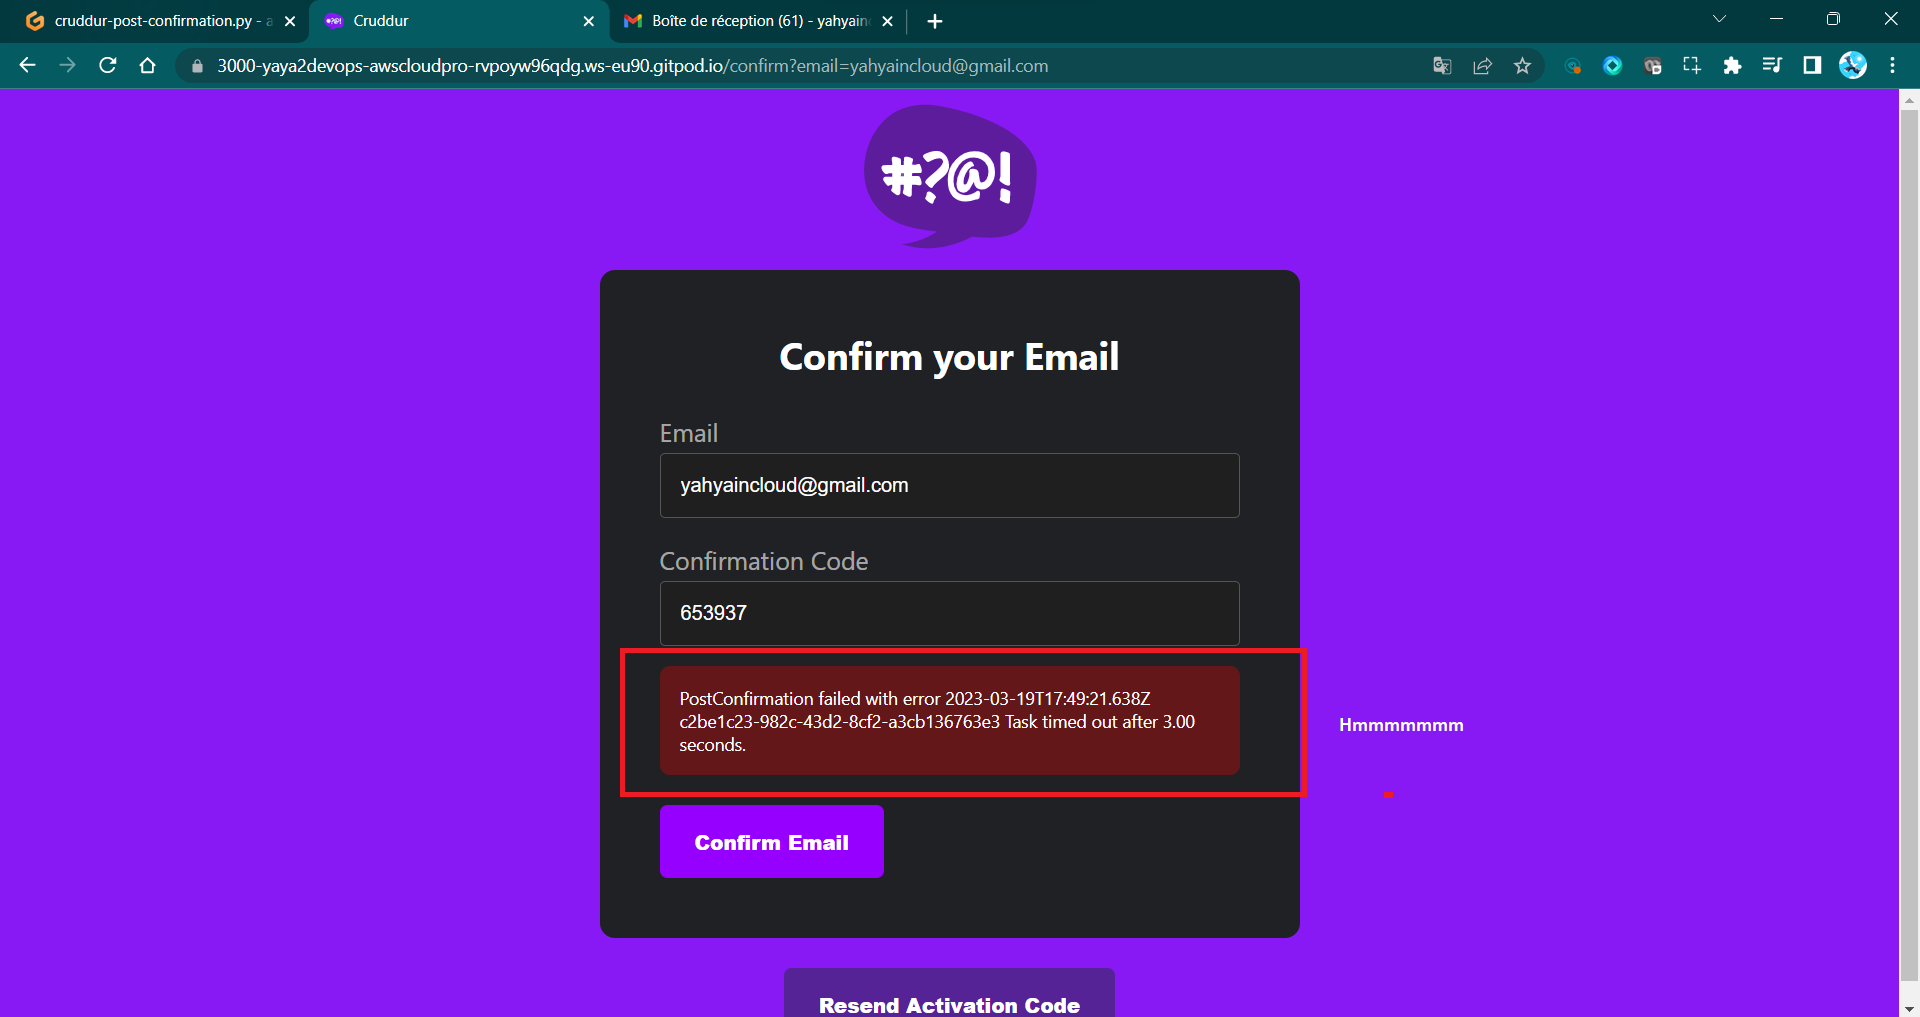 cruddur-post-confirmation.py - a
Cruddur
Boîte de réception (61) - yahyain
3000-yaya2devops-awscloudpro-rvpoyw96qdg.ws-eu90.gitpod.io/confirm?email=yahyaincloud@gmail.com
#?@!
Confirm your Email
Email
yahyaincloud@gmail.com
Confirmation Code
653937
PostConfirmation failed with error 2023-03-19T17:49:21.638Z
c2be1c23-982c-43d2-8cf2-a3cb136763e3 Task timed out after 3.00
seconds.
Hmmmmmmm
Confirm Email
Resend Activation Code